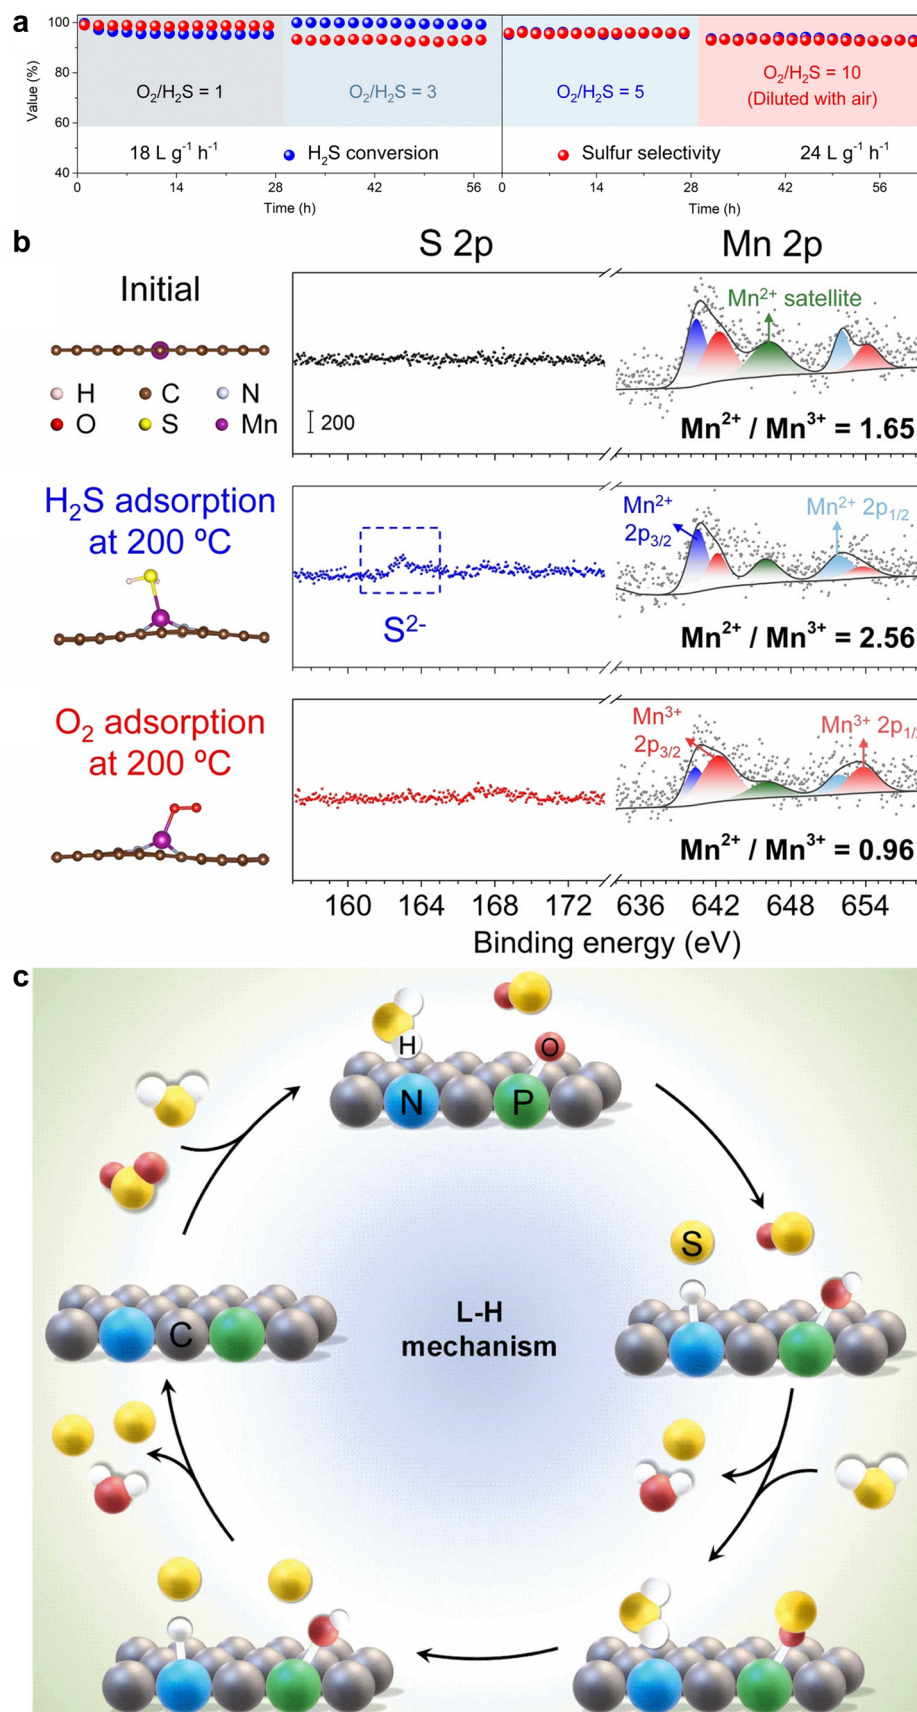 a
100
80
60
40
Value (%)
O₂/H₂S = 1
O₂/H₂S = 3
O₂/H₂S = 5
O₂/H₂S = 10
(Diluted with air)
18 L g⁻¹ h⁻¹
H₂S conversion
Sulfur selectivity
24 L g⁻¹ h⁻¹
0 14 28 42 56 0 14 28 42 56
Time (h) Time (h) Time (h) Time (h)
b
S 2p
Mn 2p
Initial
H C N
O S Mn
200
Mn²⁺ satellite
Mn²⁺ / Mn³⁺ = 1.65
H₂S adsorption
at 200 ºC
S²⁻
Mn²⁺
2p₃/₂
Mn²⁺ 2p₁/₂
Mn²⁺ / Mn³⁺ = 2.56
O₂ adsorption
at 200 ºC
Mn³⁺
2p₃/₂
Mn³⁺ 2p₁/₂
Mn²⁺ / Mn³⁺ = 0.96
160 164 168 172 636 642 648 654
Binding energy (eV)
c
H
O
N
P
S
C
L-H
mechanism